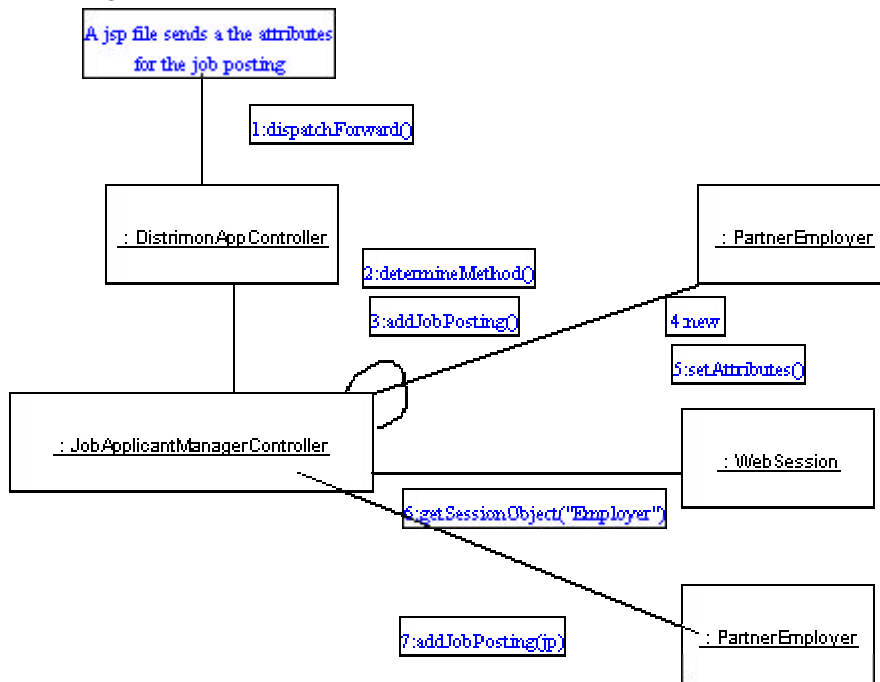 A jsp file sends a the attributes
for the job posting
1:dispatchForward()
: DistrimonAppController
: PartnerEmployer
2:determineMethod()
3:addJobPosting()
4:new
5:setAttributes()
: JobApplicantManagerController
: WebSession
6:getSessionObject("Employer")
7:addJobPosting(jp)
: PartnerEmployer